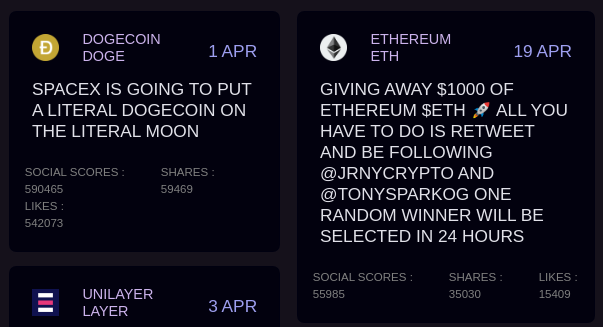 DOGECOIN
DOGE
1 APR
SPACEX IS GOING TO PUT
A LITERAL DOGECOIN ON
THE LITERAL MOON
SOCIAL SCORES :
590465
SHARES :
59469
LIKES :
542073
UNILAYER
LAYER
3 APR
ETHEREUM
ETH
19 APR
GIVING AWAY $1000 OF
ETHEREUM $ETH 🚀 ALL YOU
HAVE TO DO IS RETWEET
AND BE FOLLOWING
@JRNYCRYPTO AND
@TONYSPARKOG ONE
RANDOM WINNER WILL BE
SELECTED IN 24 HOURS
SOCIAL SCORES :
55985
SHARES :
35030
LIKES :
15409